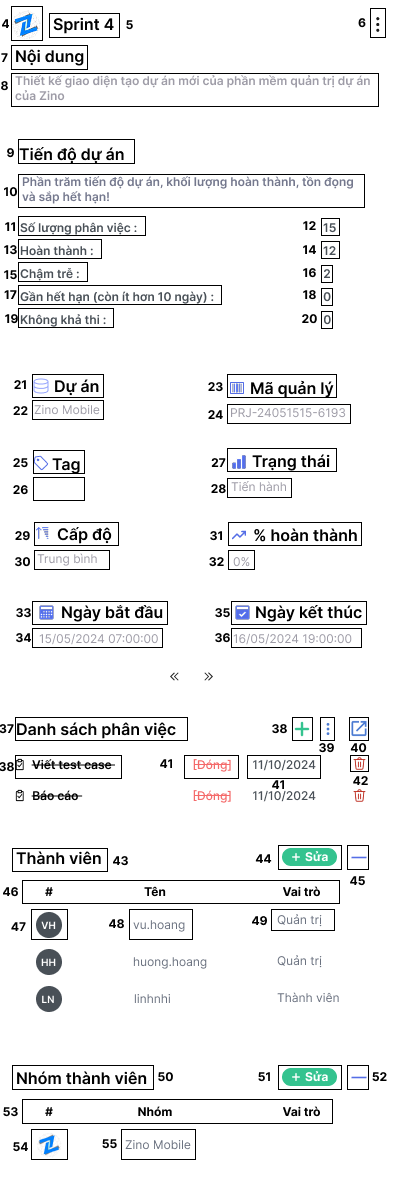 4 Sprint 4 5 6
7 Nội dung
8 Thiết kế giao diện tạo dự án mới của phần mềm quản trị dự án
của Zino
9 Tiến độ dự án
10 Phần trăm tiến độ dự án, khối lượng hoàn thành, tồn đọng
và sắp hết hạn!
11 Số lượng phân việc : 12 15
13 Hoàn thành : 14 12
15 Chậm trễ : 16 2
17 Gần hết hạn (còn ít hơn 10 ngày) : 18 0
19 Không khả thi : 20 0
21 Dự án 23 Mã quản lý
22 Zino Mobile 24 PRJ-24051515-6193
25 Tag 27 Trạng thái
26 28 Tiến hành
29 Cấp độ 31 % hoàn thành
30 Trung bình 32 0%
33 Ngày bắt đầu 35 Ngày kết thúc
34 15/05/2024 07:00:00 36 16/05/2024 19:00:00
« »
37 Danh sách phân việc 38 + 39 40
38 Viết test case 41 [Đóng] 11/10/2024 41 42
Báo cáo [Đóng] 11/10/2024
Thành viên 43 44 + Sửa 45
46 # Tên Vai trò
47 VH 48 vu.hoang 49 Quản trị
HH huong.hoang Quản trị
LN linhnhi Thành viên
Nhóm thành viên 50 51 + Sửa 52
53 # Nhóm Vai trò
54 55 Zino Mobile